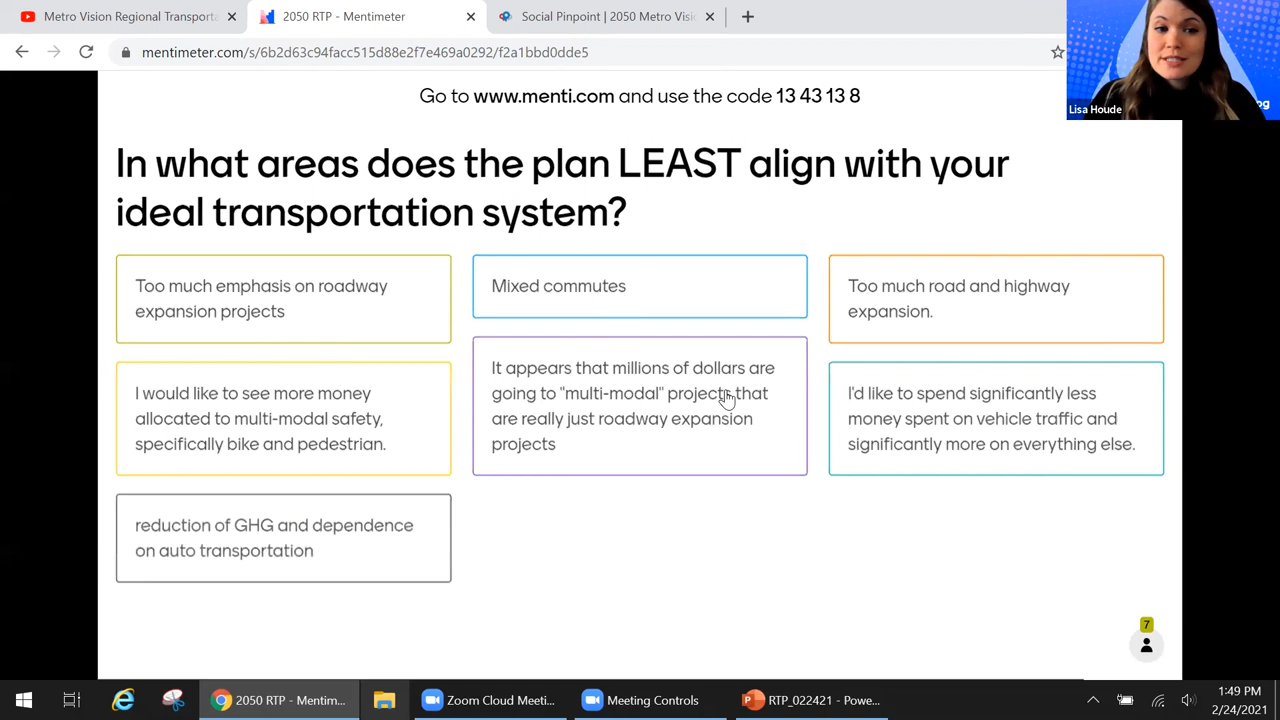 Metro Vision Regional Transporta
2050 RTP - Mentimeter
Social Pinpoint | 2050 Metro Visi
mentimeter.com/s/6b2d63c94facc515d88e2f7e469a0292/f2a1bbd0dde5
Lisa Houde
og
Go to www.menti.com and use the code 13 43 13 8
In what areas does the plan LEAST align with your
ideal transportation system?
Too much emphasis on roadway
expansion projects
Mixed commutes
Too much road and highway
expansion.
I would like to see more money
allocated to multi-modal safety,
specifically bike and pedestrian.
It appears that millions of dollars are
going to "multi-modal" projects that
are really just roadway expansion
projects
I'd like to spend significantly less
money spent on vehicle traffic and
significantly more on everything else.
reduction of GHG and dependence
on auto transportation
7
2050 RTP - Mentim...
Zoom Cloud Meeti...
Meeting Controls
RTP_022421 - Powe...
1:49 PM
2/24/2021